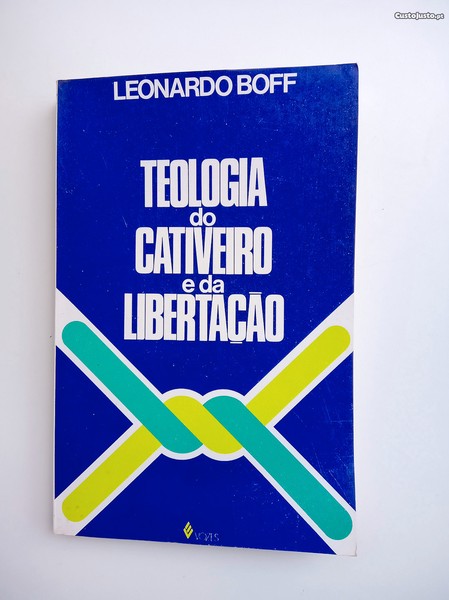 CustoJusto.pt
LEONARDO BOFF
TEOLOGIA
do
CATIVEIRO
e da
LIBERTAÇÃO
VOZES